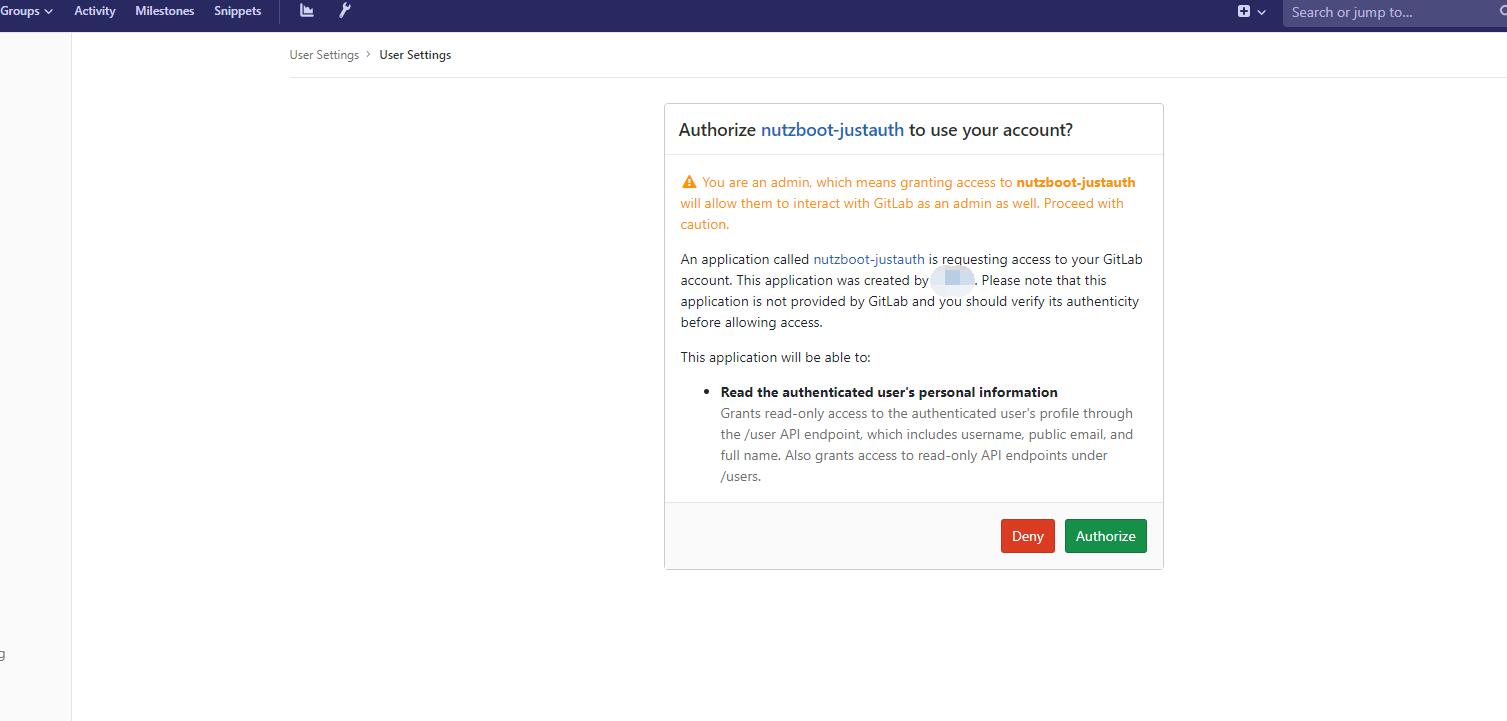 Groups Activity Milestones Snippets Search or jump to...
User Settings > User Settings
Authorize nutzboot-justauth to use your account?
You are an admin, which means granting access to nutzboot-justauth
will allow them to interact with GitLab as an admin as well. Proceed with
caution.
An application called nutzboot-justauth is requesting access to your GitLab
account. This application was created by . Please note that this
application is not provided by GitLab and you should verify its authenticity
before allowing access.
This application will be able to:
• Read the authenticated user's personal information
Grants read-only access to the authenticated user's profile through
the /user API endpoint, which includes username, public email, and
full name. Also grants access to read-only API endpoints under
/users.
Deny Authorize
g